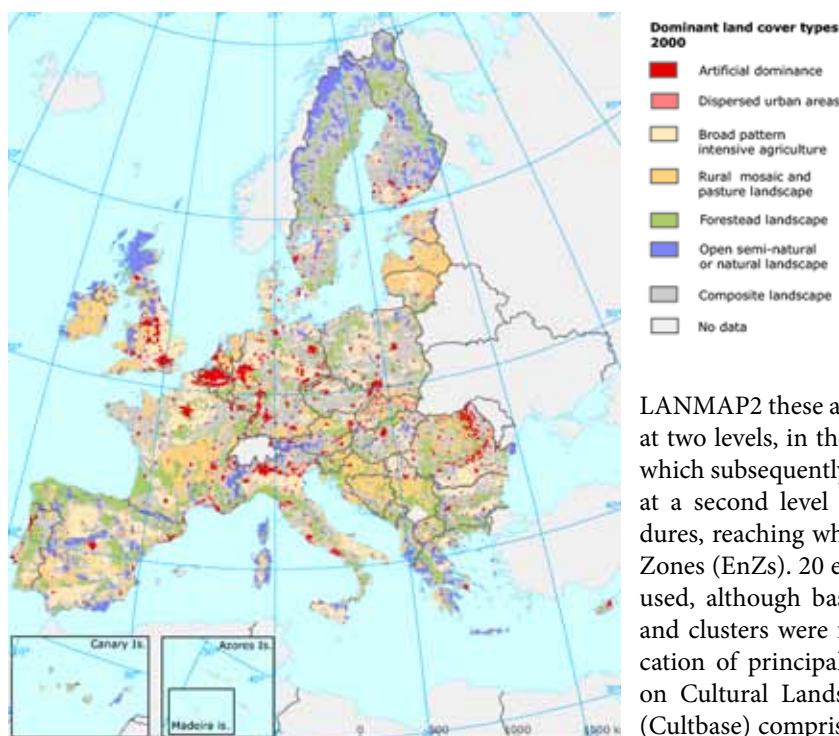 Dominant land cover types
2000
Artificial dominance
Dispersed urban areas
Broad pattern
intensive agriculture
Rural mosaic and
pasture landscape
Forestead landscape
Open semi-natural
or natural landscape
Composite landscape
No data
Canary Is.
Azores Is.
Madeira is.
0 500 1000 1500 k
LANMAP2 these a
at two levels, in th
which subsequently
at a second level
dures, reaching wh
Zones (EnZs). 20 e
used, although bas
and clusters were
cation of principal
on Cultural Lands
(Cultbase) compris